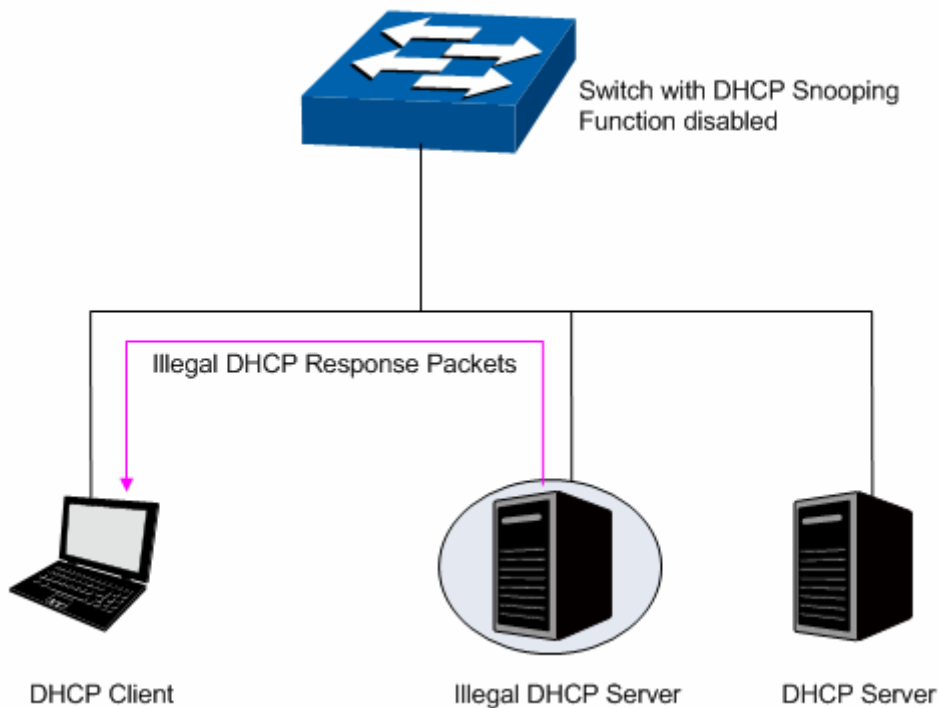 Switch with DHCP Snooping
Function disabled
Illegal DHCP Response Packets
DHCP Client
Illegal DHCP Server
DHCP Server